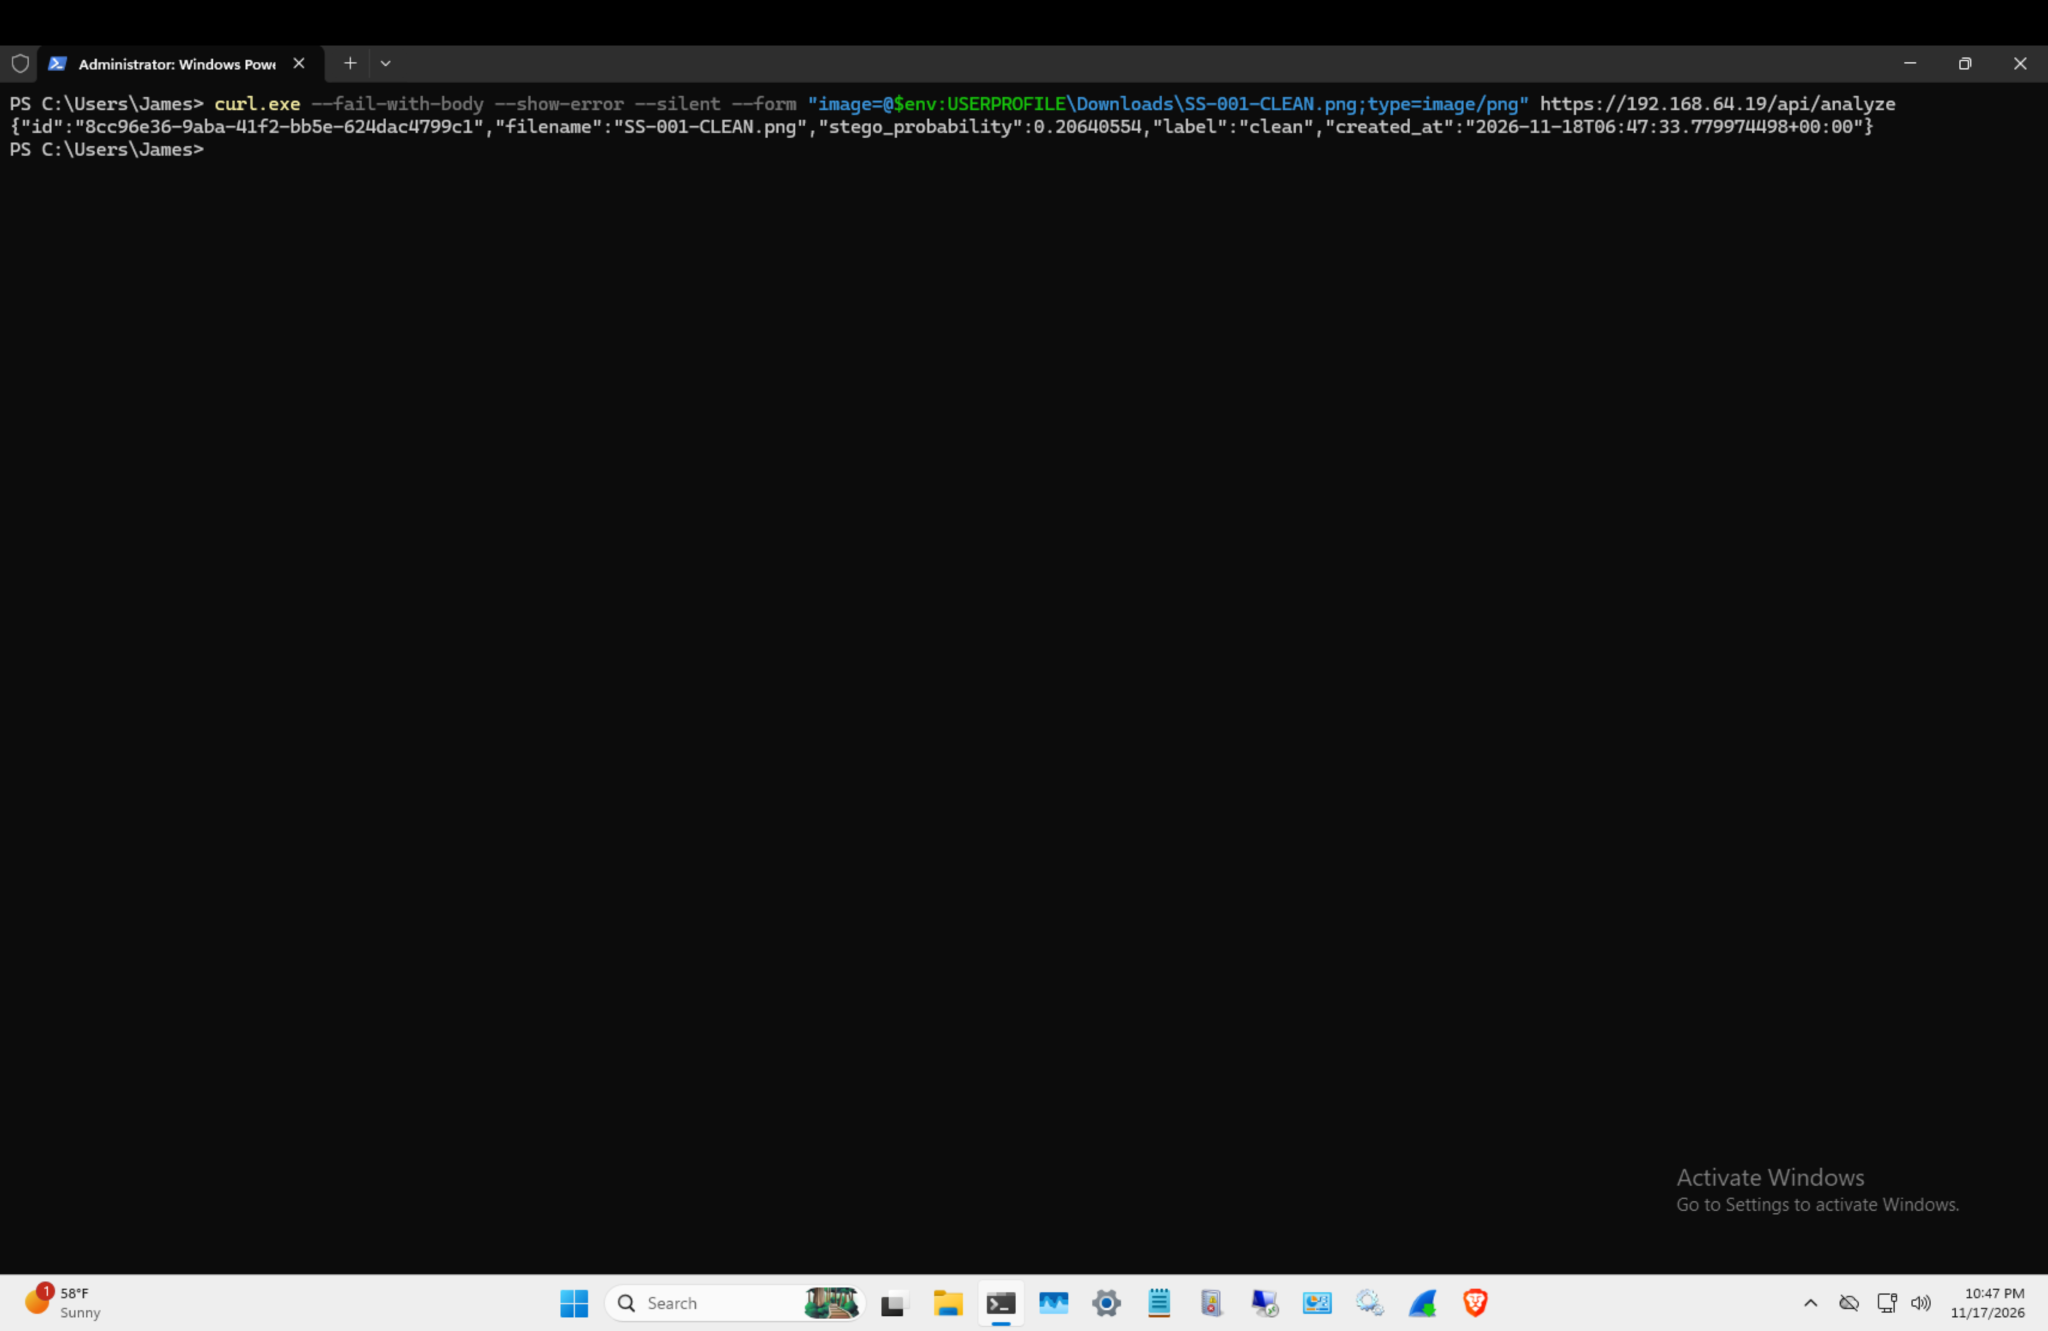 Administrator: Windows Powe
PS C:\Users\James> curl.exe --fail-with-body --show-error --silent --form "image=@$env:USERPROFILE\Downloads\SS-001-CLEAN.png;type=image/png" https://192.168.64.19/api/analyze
{"id":"8cc96e36-9aba-41f2-bb5e-624dac4799c1","filename":"SS-001-CLEAN.png","stego_probability":0.20640554,"label":"clean","created_at":"2026-11-18T06:47:33.779974498+00:00"}
PS C:\Users\James>
Activate Windows
Go to Settings to activate Windows.
1
58°F
Sunny
Search
10:47 PM
11/17/2026